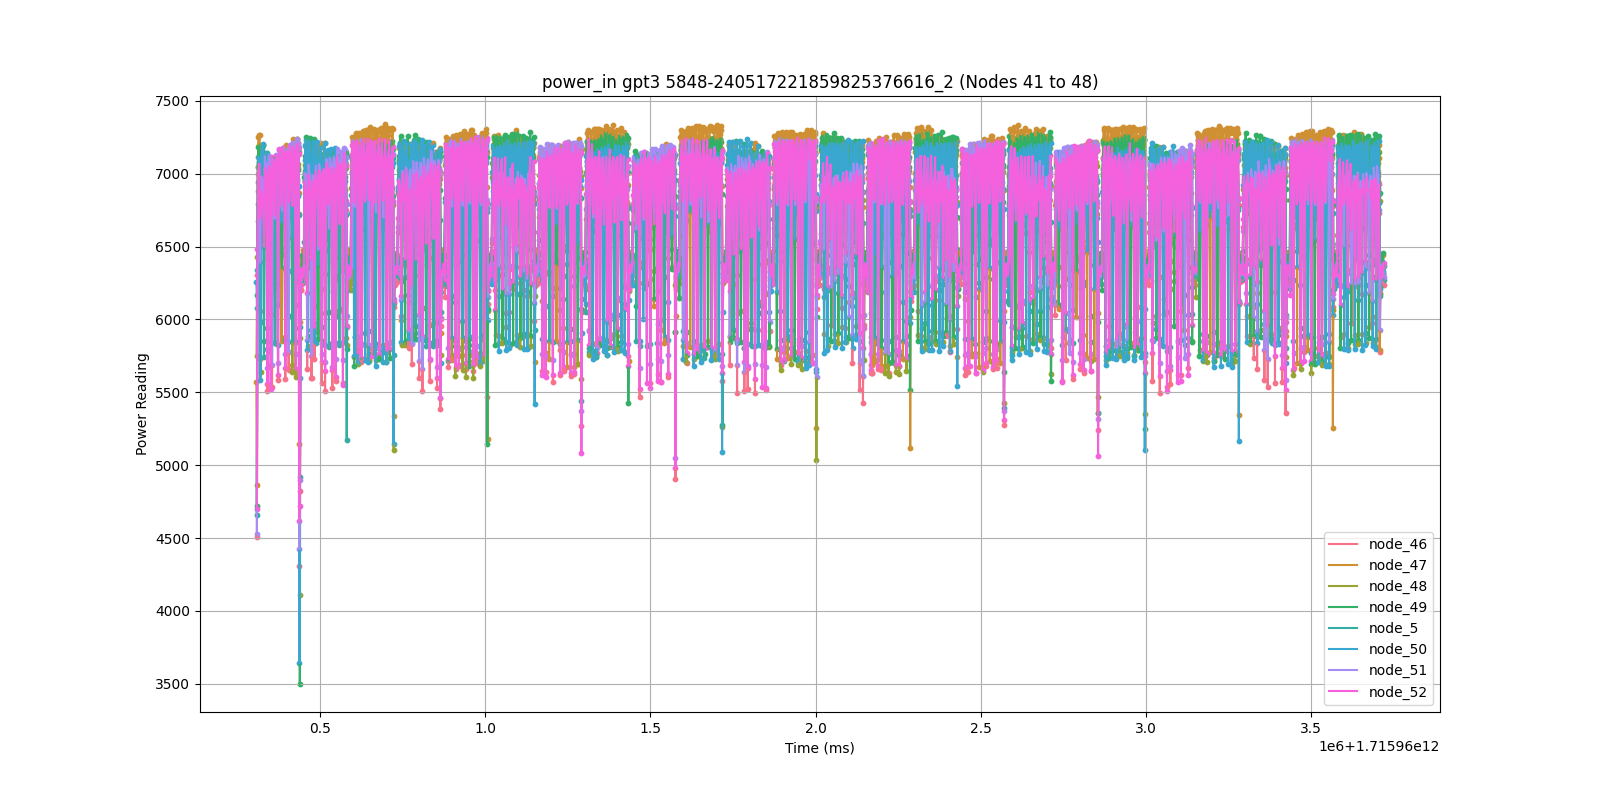 power_in gpt3 5848-240517221859825376616_2 (Nodes 41 to 48)
7500
7000
6500
6000
5500
5000
4500
4000
3500
Power Reading
node_46
node_47
node_48
node_49
node_5
node_50
node_51
node_52
0.5
1.0
1.5
2.0
2.5
3.0
3.5
Time (ms)
1e6+1.71596e12